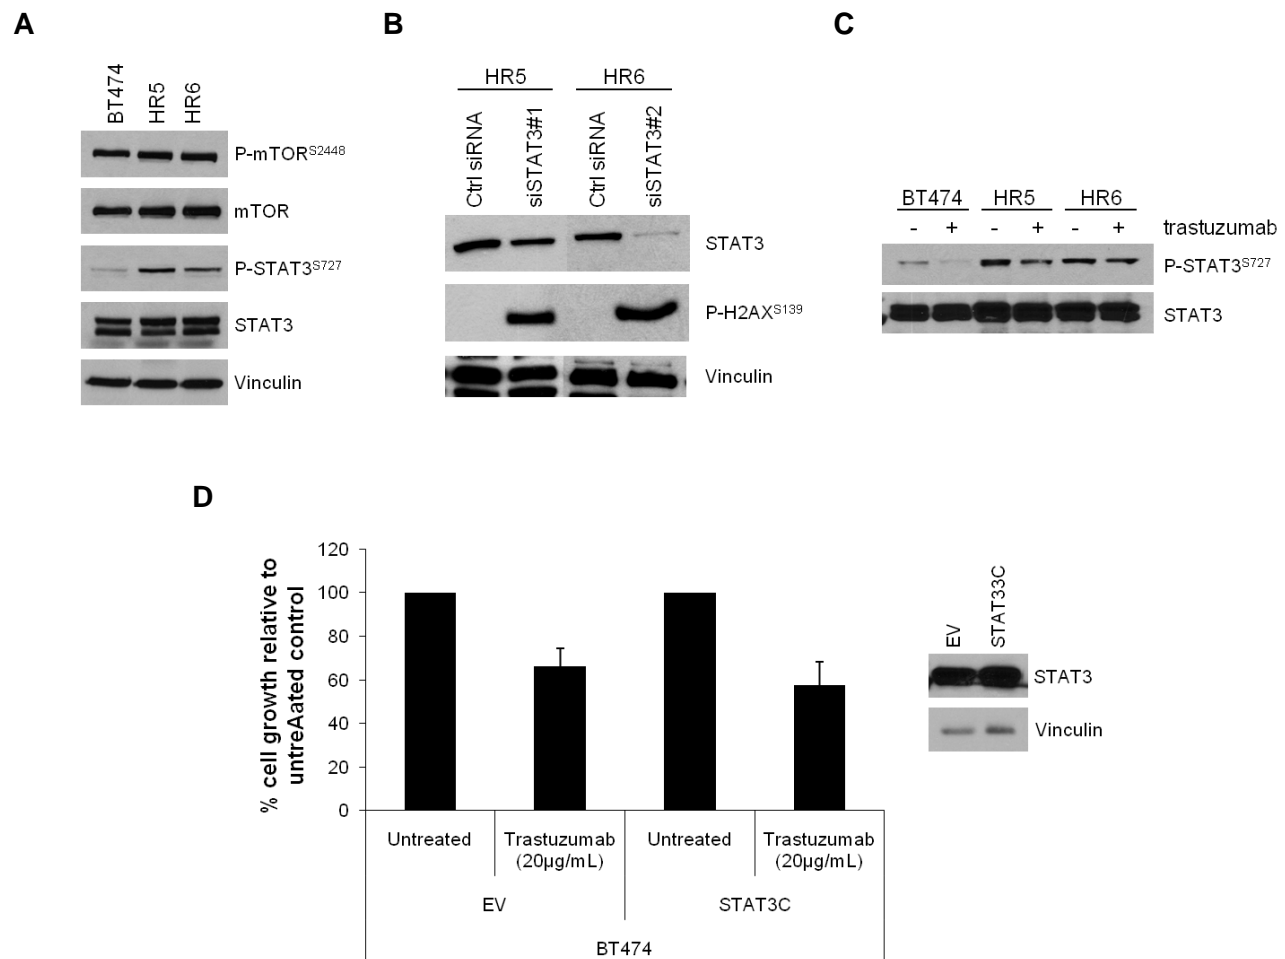 A
BT474
HR5
HR6
P-mTOR^S2448
mTOR
P-STAT3^S727
STAT3
Vinculin
B
HR5
HR6
Ctrl siRNA
siSTAT3#1
Ctrl siRNA
siSTAT3#2
STAT3
P-H2AX^S139
Vinculin
C
BT474
HR5
HR6
- + - + - + trastuzumab
P-STAT3^S727
STAT3
D
% cell growth relative to
untreAated control
120
100
80
60
40
20
0
Untreated
Trastuzumab
(20µg/mL)
Untreated
Trastuzumab
(20µg/mL)
EV
STAT3C
BT474
EV
STAT33C
STAT3
Vinculin